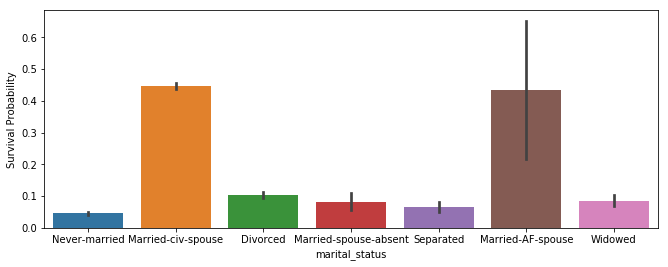 Survival Probability
0.6
0.5
0.4
0.3
0.2
0.1
0.0
Never-married Married-civ-spouse Divorced Married-spouse-absent Separated Married-AF-spouse Widowed
marital_status